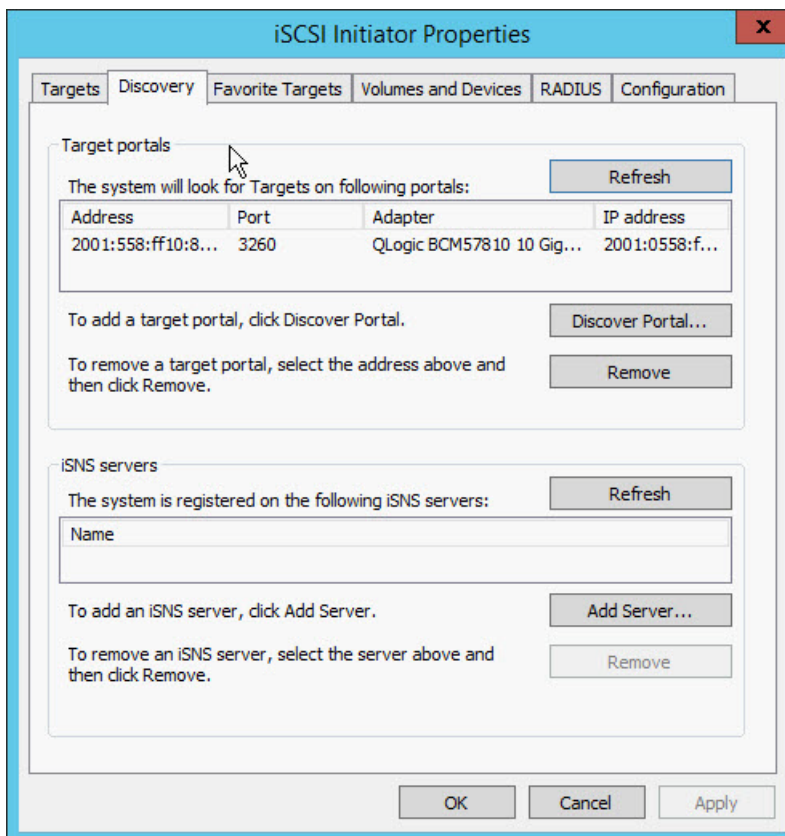 iSCSI Initiator Properties
x
Targets Discovery Favorite Targets Volumes and Devices RADIUS Configuration
Target portals
The system will look for Targets on following portals:
Refresh
Address Port Adapter IP address
2001:558:ff10:8... 3260 QLogic BCM57810 10 Gig... 2001:0558:f...
To add a target portal, click Discover Portal.
Discover Portal...
To remove a target portal, select the address above and
then click Remove.
Remove
iSNS servers
The system is registered on the following iSNS servers:
Refresh
Name
To add an iSNS server, click Add Server.
Add Server...
To remove an iSNS server, select the server above and
then click Remove.
Remove
OK Cancel Apply